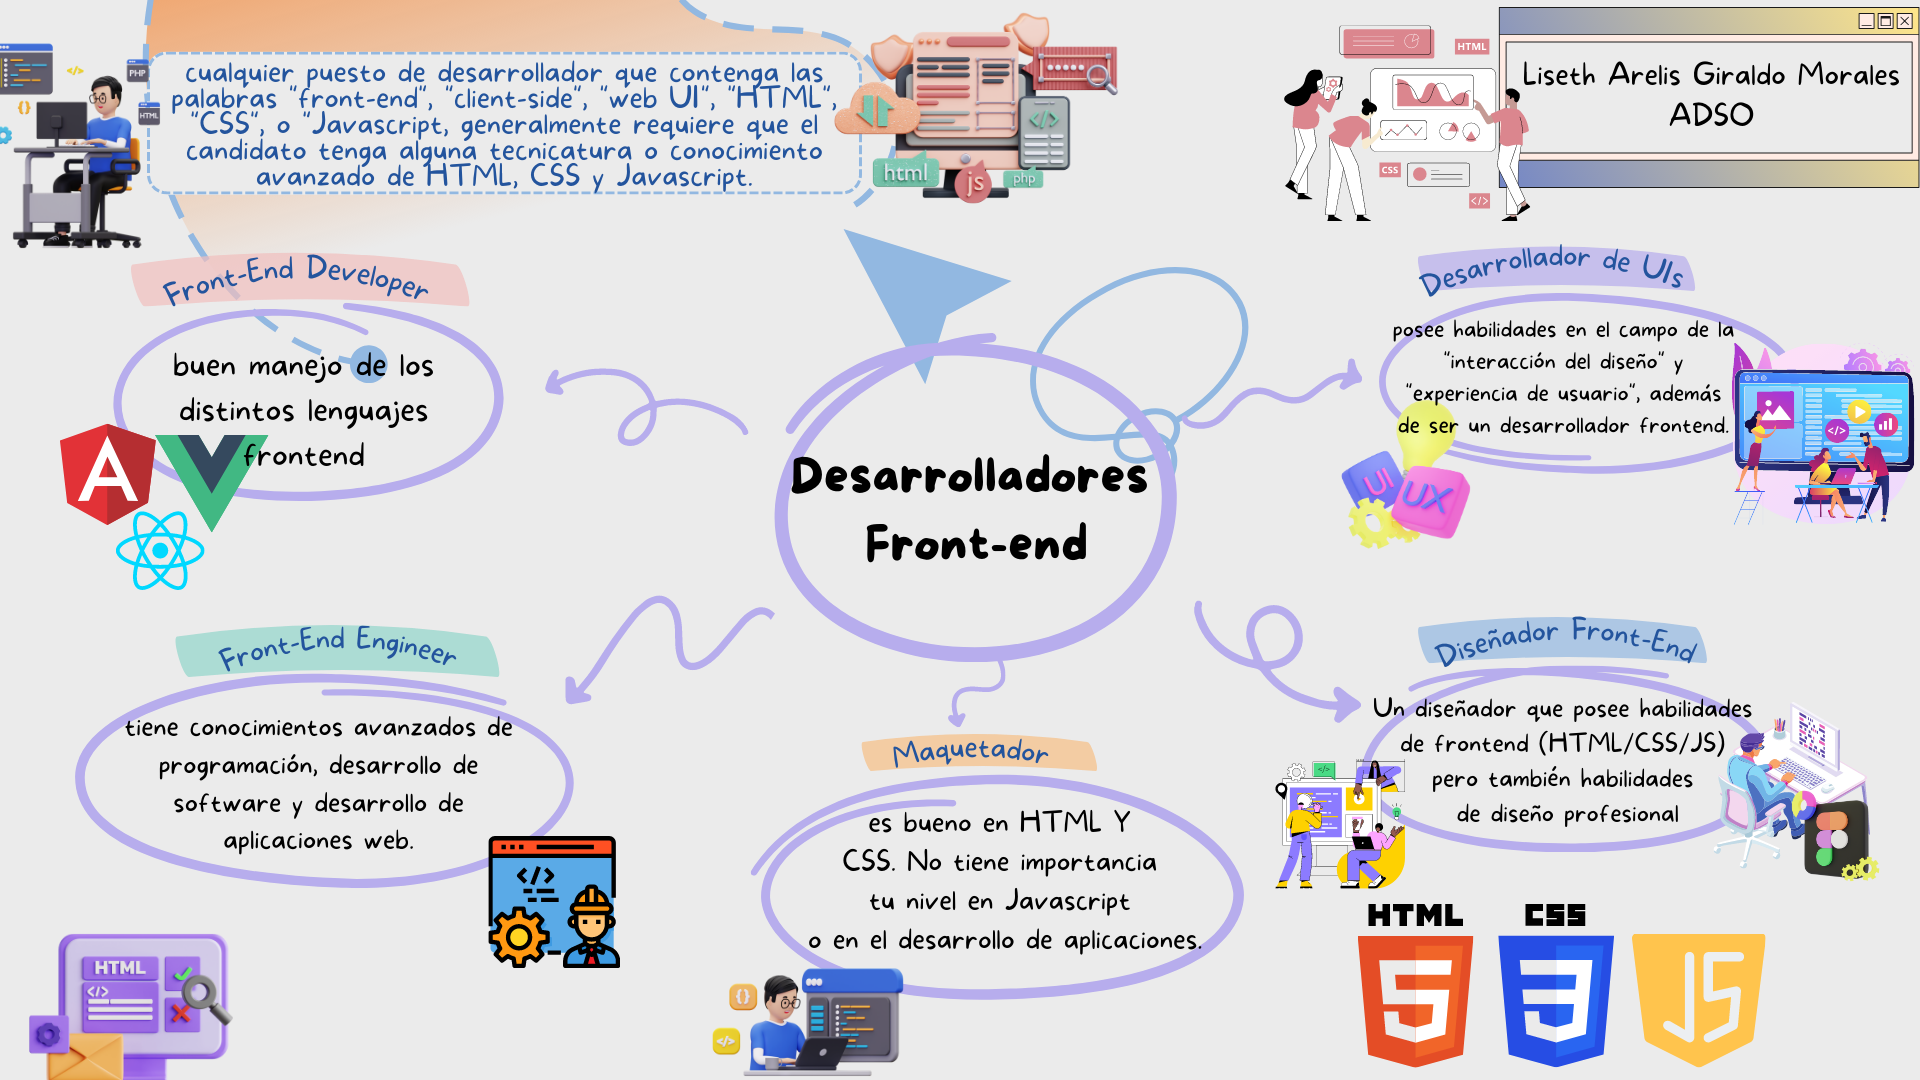 cualquier puesto de desarrollador que contenga las
palabras "front-end", "client-side", "web UI", "HTML",
"CSS", o "Javascript, generalmente requiere que el
candidato tenga alguna tecnicatura o conocimiento
avanzado de HTML, CSS y Javascript.
PHP
HTML
html
js
php
</>
HTML
CSS
</>
Liseth Arelis Giraldo Morales
ADSO
Front-End Developer
buen manejo de los
distintos lenguajes
frontend
A
Desarrollador de UIs
posee habilidades en el campo de la
"interacción del diseño" y
"experiencia de usuario", además
de ser un desarrollador frontend.
UI
UX
</>
Desarrolladores
Front-end
Front-End Engineer
tiene conocimientos avanzados de
programación, desarrollo de
software y desarrollo de
aplicaciones web.
</>
Maquetador
es bueno en HTML Y
CSS. No tiene importancia
tu nivel en Javascript
o en el desarrollo de aplicaciones.
{}
</>
Diseñador Front-End
Un diseñador que posee habilidades
de frontend (HTML/CSS/JS)
pero también habilidades
de diseño profesional
</>
HTML
</>
HTML
CSS
5
3
JS